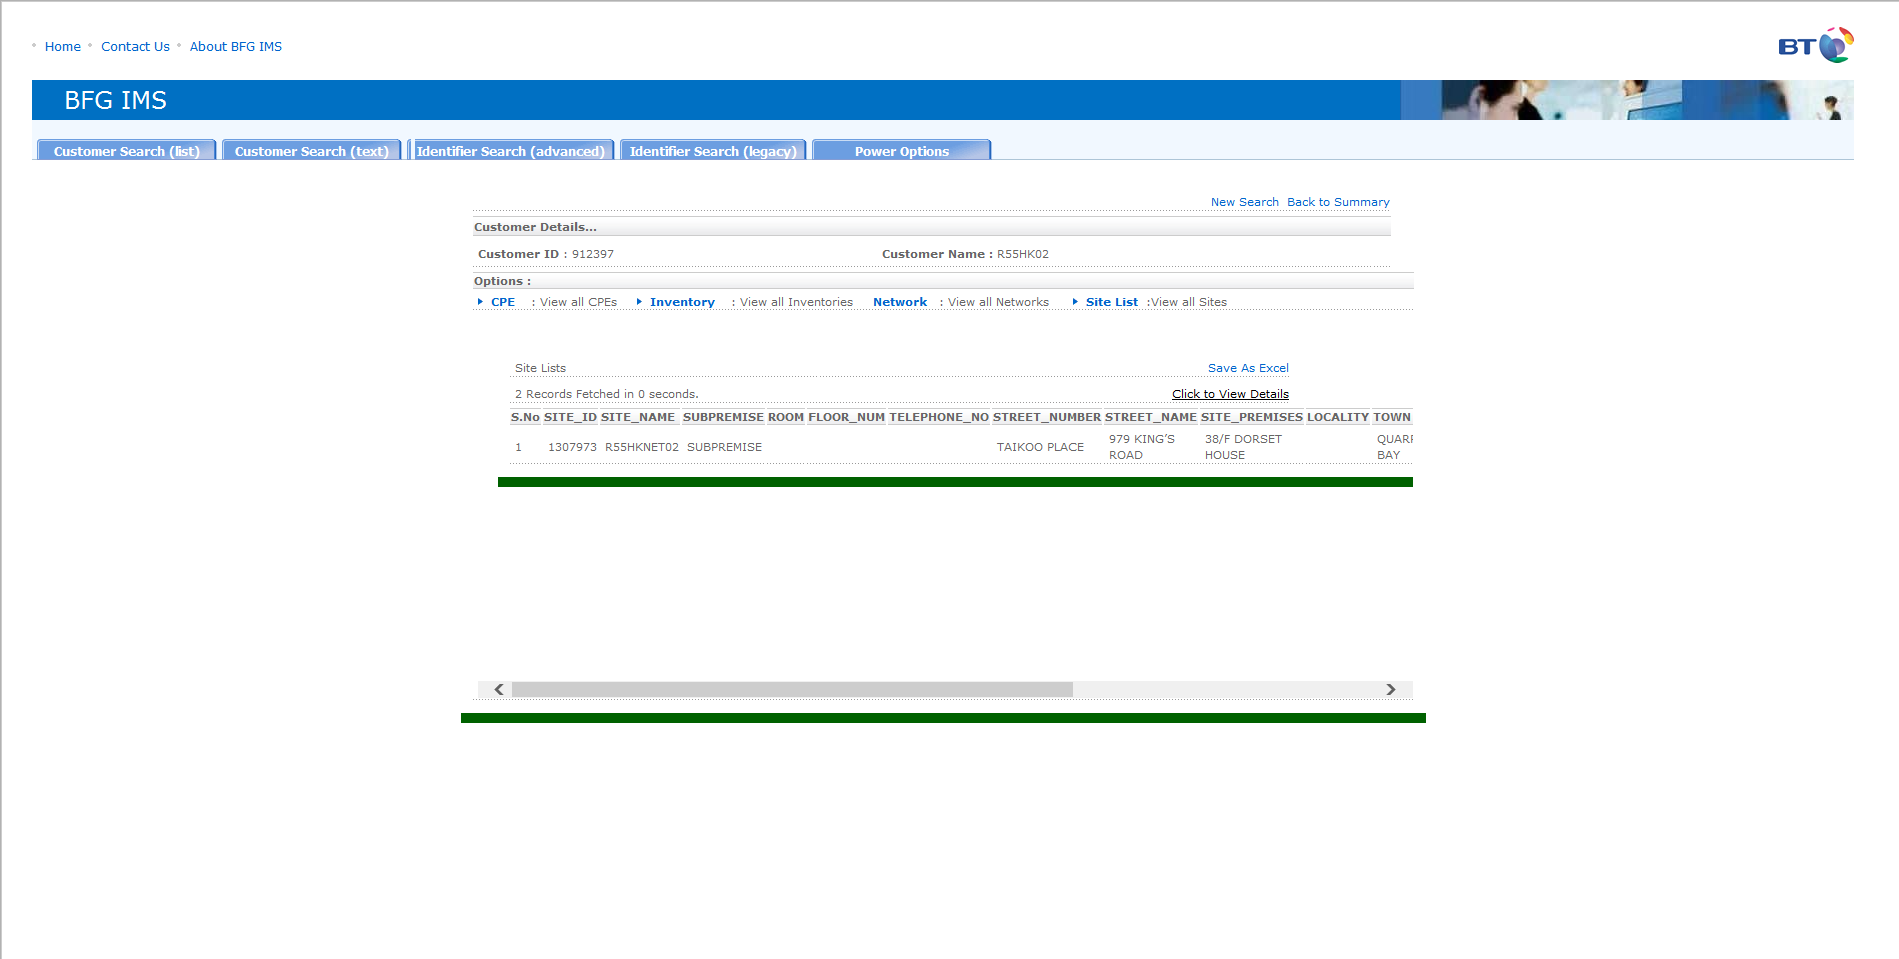 Home Contact Us About BFG IMS
BT
BFG IMS
Customer Search (list) Customer Search (text) Identifier Search (advanced) Identifier Search (legacy) Power Options
New Search Back to Summary
Customer Details...
Customer ID : 912397 Customer Name : R55HK02
Options :
CPE : View all CPEs Inventory : View all Inventories Network : View all Networks Site List :View all Sites
Site Lists Save As Excel
2 Records Fetched in 0 seconds. Click to View Details
S.No SITE_ID SITE_NAME SUBPREMISE ROOM FLOOR_NUM TELEPHONE_NO STREET_NUMBER STREET_NAME SITE_PREMISES LOCALITY TOWN
1 1307973 R55HKNET02 SUBPREMISE TAIKOO PLACE 979 KING'S ROAD 38/F DORSET HOUSE BAY